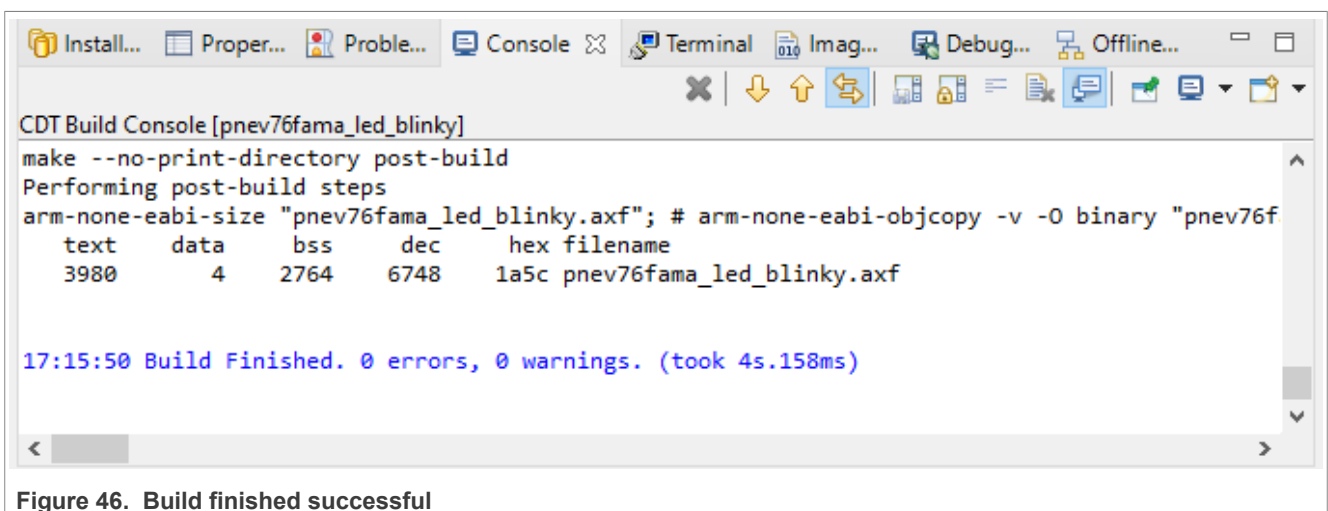 Install... Proper... Proble... Console Terminal Imag... Debug... Offline...
CDT Build Console [pnev76fama_led_blinky]
make --no-print-directory post-build
Performing post-build steps
arm-none-eabi-size "pnev76fama_led_blinky.axf"; # arm-none-eabi-objcopy -v -O binary "pnev76f
text data bss dec hex filename
3980 4 2764 6748 1a5c pnev76fama_led_blinky.axf
17:15:50 Build Finished. 0 errors, 0 warnings. (took 4s.158ms)
Figure 46. Build finished successful